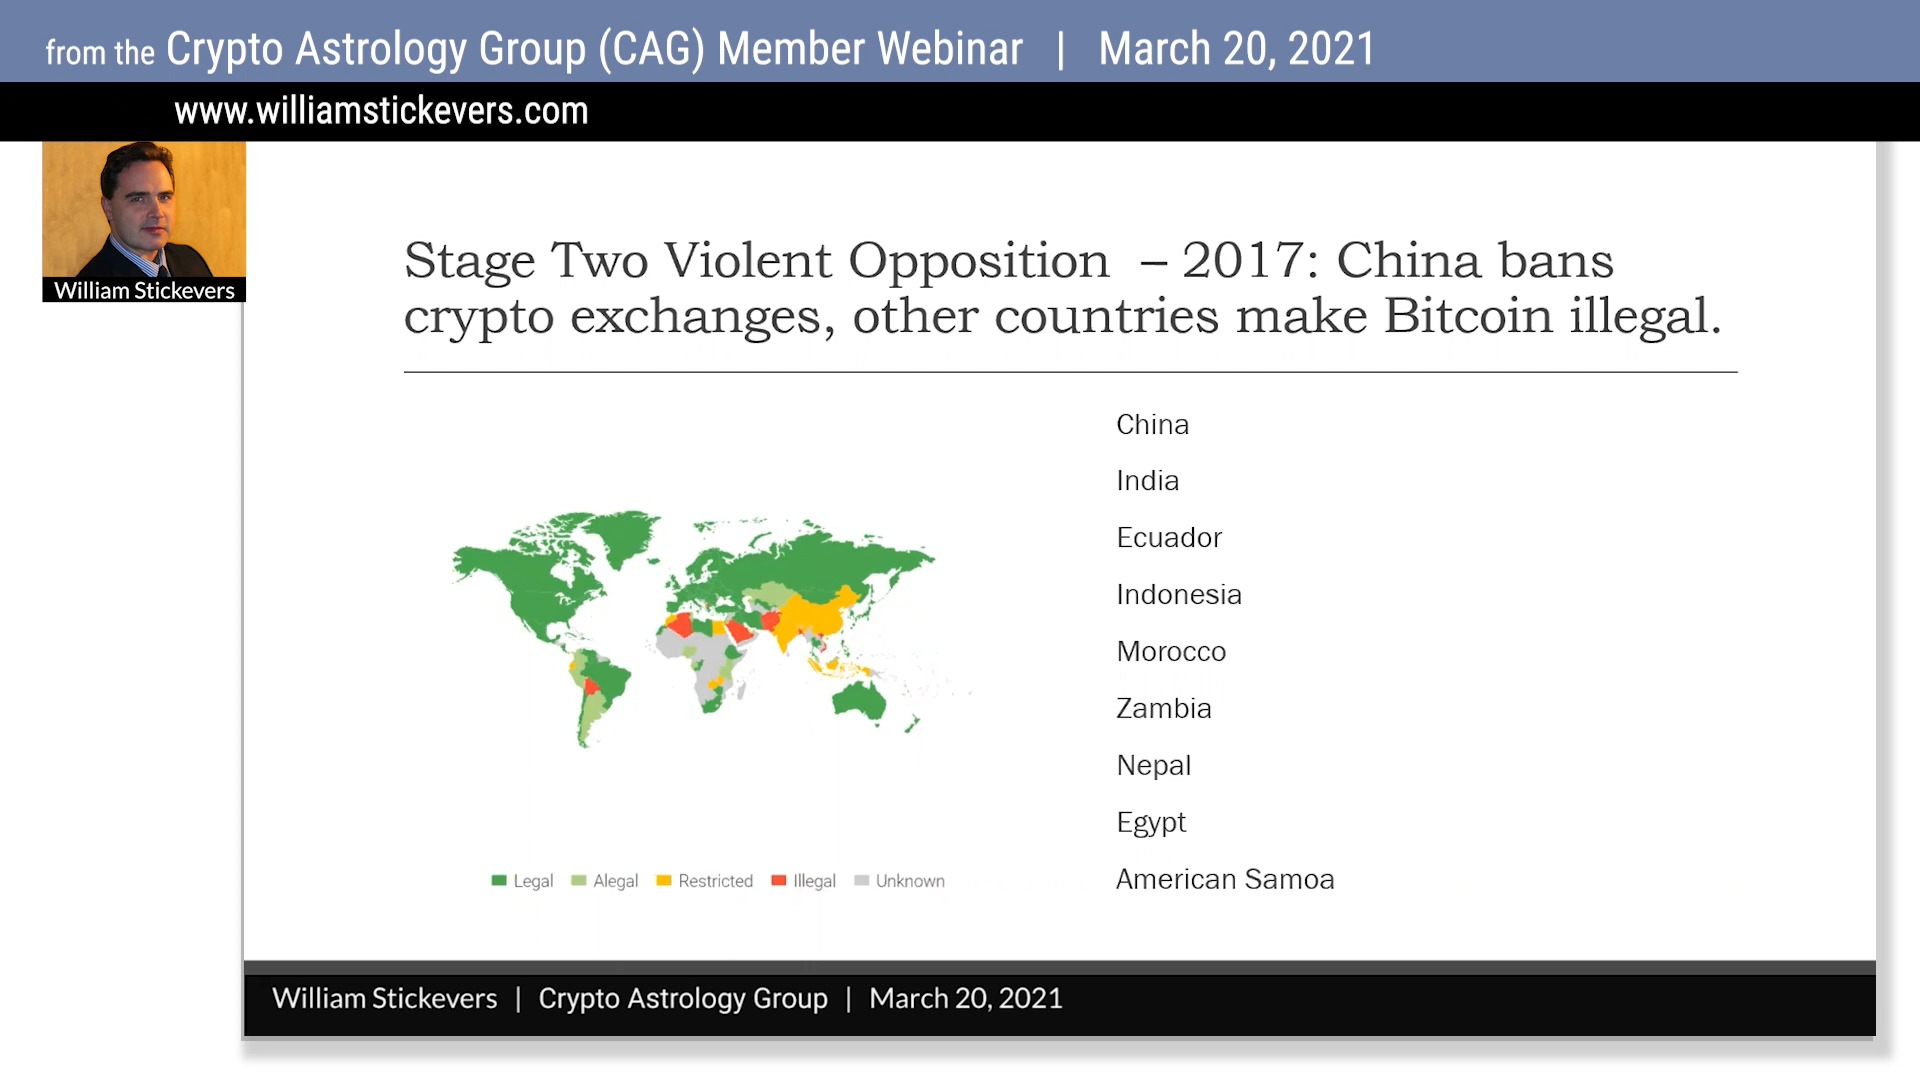 from the Crypto Astrology Group (CAG) Member Webinar | March 20, 2021
www.williamstickevers.com
William Stickevers
Stage Two Violent Opposition – 2017: China bans
crypto exchanges, other countries make Bitcoin illegal.
China
India
Ecuador
Indonesia
Morocco
Zambia
Nepal
Egypt
American Samoa
Legal Alegal Restricted Illegal Unknown
William Stickevers | Crypto Astrology Group | March 20, 2021